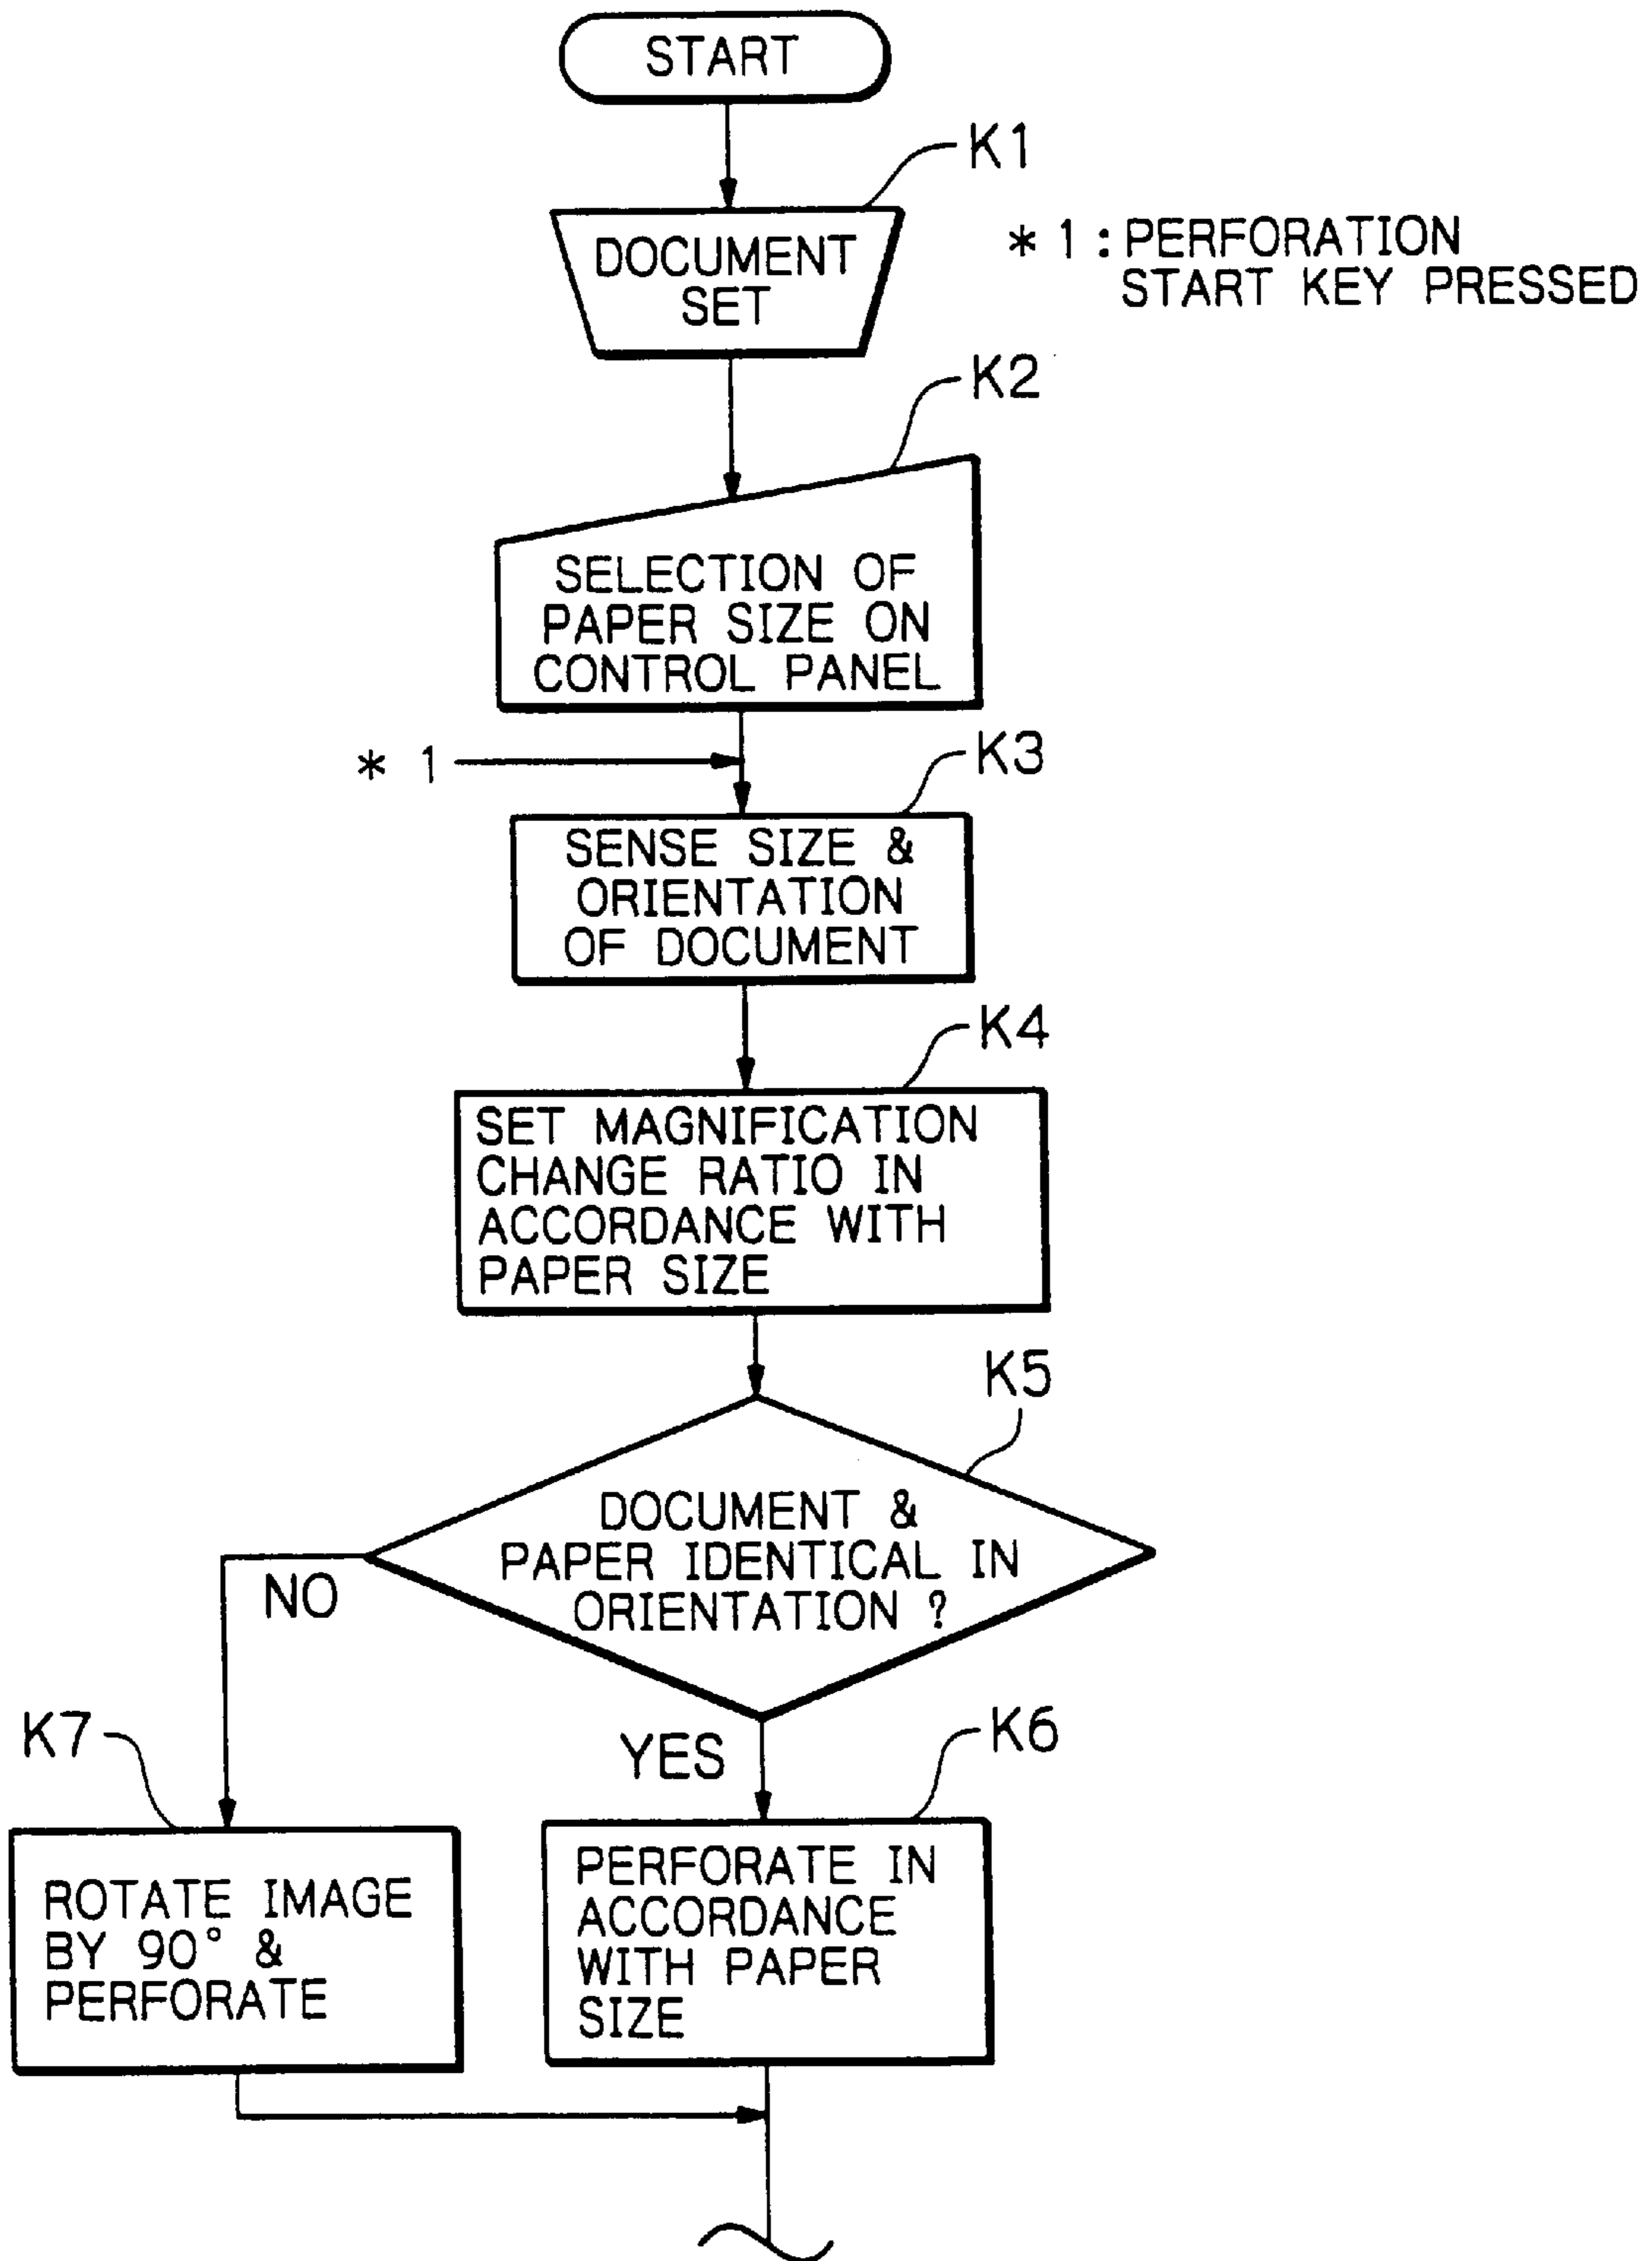 START
K1
DOCUMENT
SET
* 1 : PERFORATION
START KEY PRESSED
K2
SELECTION OF
PAPER SIZE ON
CONTROL PANEL
* 1
K3
SENSE SIZE &
ORIENTATION
OF DOCUMENT
K4
SET MAGNIFICATION
CHANGE RATIO IN
ACCORDANCE WITH
PAPER SIZE
K5
DOCUMENT &
PAPER IDENTICAL IN
ORIENTATION ?
NO
YES
K7
ROTATE IMAGE
BY 90° &
PERFORATE
K6
PERFORATE IN
ACCORDANCE
WITH PAPER
SIZE